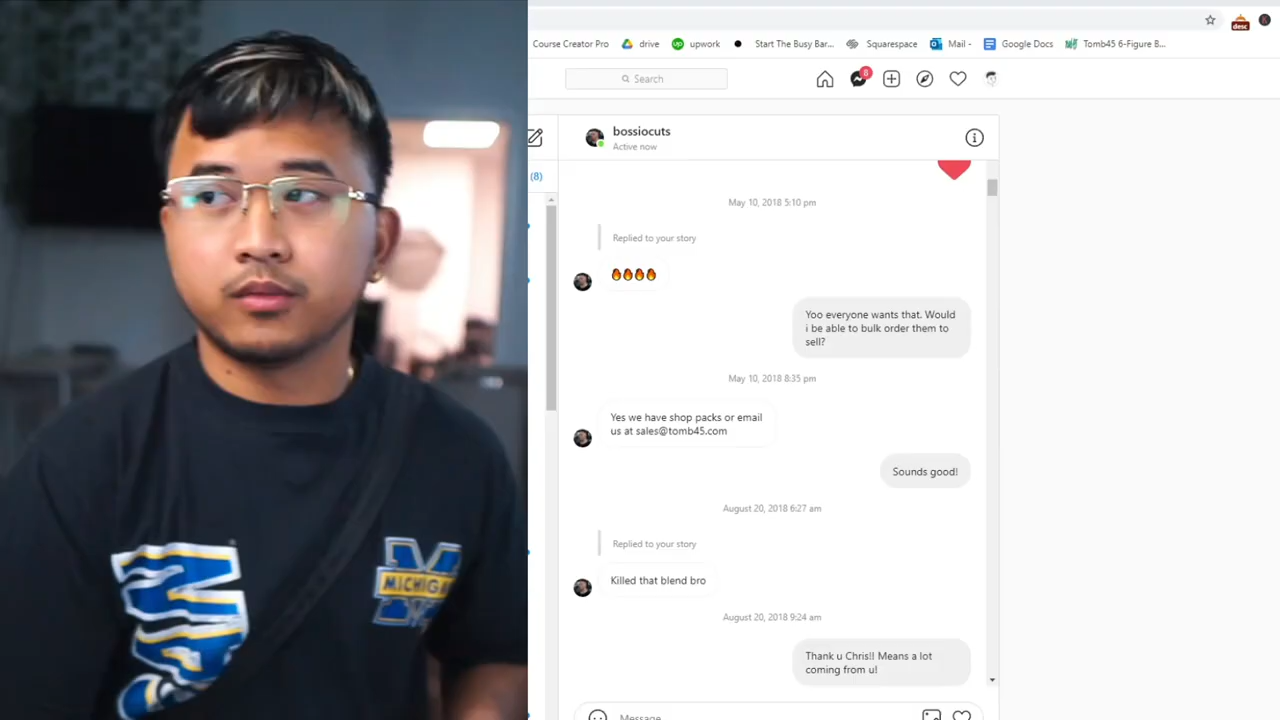 desc
Course Creator Pro drive upwork Start The Busy Bar... Squarespace Mail - Google Docs Tomb45 6-Figure B...
Search
8
bossiocuts
Active now
(8)
May 10, 2018 5:10 pm
Replied to your story
🔥🔥🔥🔥
Yoo everyone wants that. Would
i be able to bulk order them to
sell?
May 10, 2018 8:35 pm
Yes we have shop packs or email
us at sales@tomb45.com
Sounds good!
August 20, 2018 6:27 am
Replied to your story
Killed that blend bro
August 20, 2018 9:24 am
Thank u Chris!! Means a lot
coming from u!
Message
MICHIGA